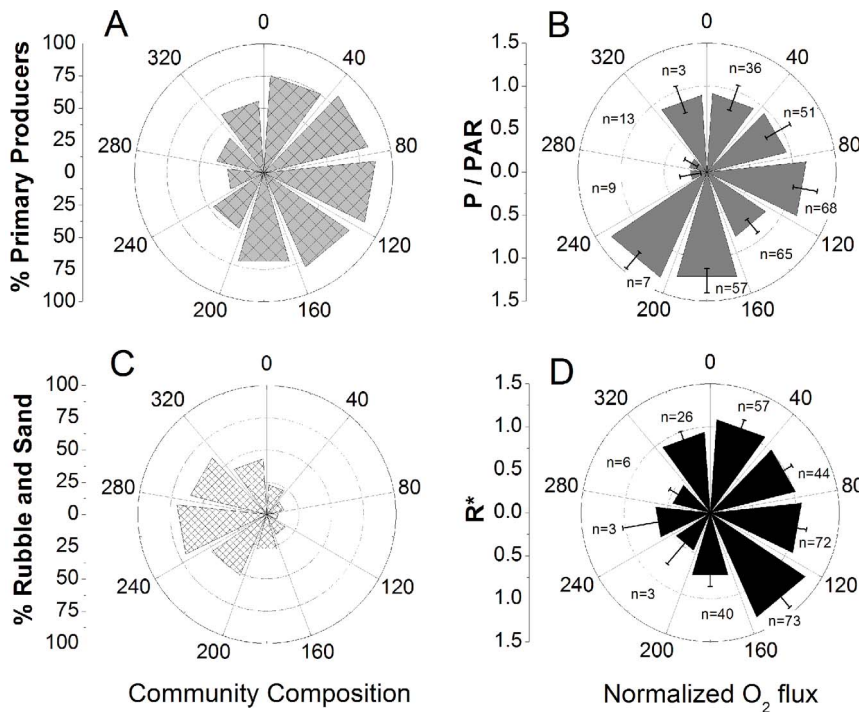 A
% Primary Producers
100
75
50
25
0
25
50
75
100
0
40
80
120
160
200
240
280
320
B
P / PAR
1.5
1.0
0.5
0.0
0.5
1.0
1.5
0
40
80
120
160
200
240
280
320
n=3
n=36
n=51
n=68
n=65
n=57
n=7
n=9
n=13
C
% Rubble and Sand
100
75
50
25
0
25
50
75
100
0
40
80
120
160
200
240
280
320
Community Composition
D
R*
1.5
1.0
0.5
0.0
0.5
1.0
1.5
0
40
80
120
160
200
240
280
320
n=26
n=57
n=44
n=72
n=73
n=40
n=3
n=3
n=6
Normalized O₂ flux